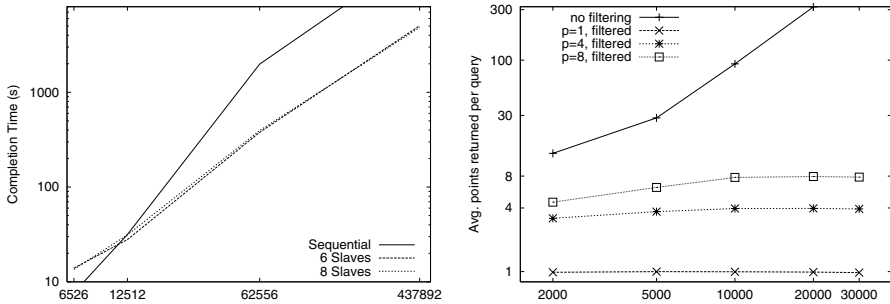 Completion Time (s)
1000
100
10
6526 12512 62556 437892
Sequential
6 Slaves
8 Slaves
Avg. points returned per query
300
100
30
8
4
1
2000 5000 10000 20000 30000
no filtering
p=1, filtered
p=4, filtered
p=8, filtered